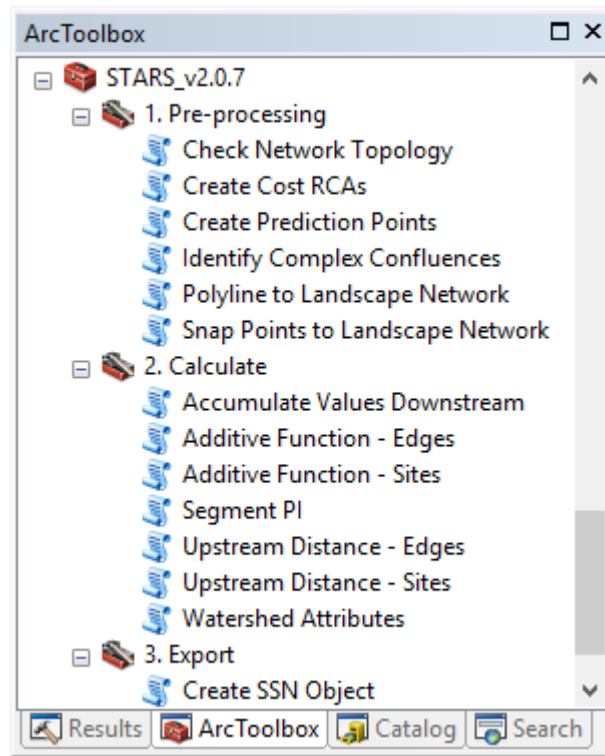 ArcToolbox
STARS_v2.0.7
1. Pre-processing
Check Network Topology
Create Cost RCAs
Create Prediction Points
Identify Complex Confluences
Polyline to Landscape Network
Snap Points to Landscape Network
2. Calculate
Accumulate Values Downstream
Additive Function - Edges
Additive Function - Sites
Segment PI
Upstream Distance - Edges
Upstream Distance - Sites
Watershed Attributes
3. Export
Create SSN Object
Results ArcToolbox Catalog Search